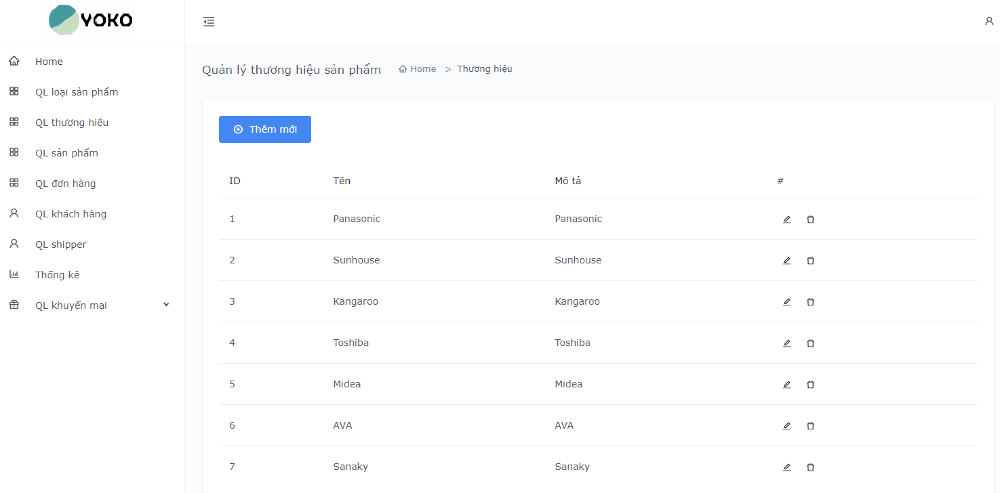 YOKO
Home
QL loại sản phẩm
QL thương hiệu
QL sản phẩm
QL đơn hàng
QL khách hàng
QL shipper
Thống kê
QL khuyến mại
Quản lý thương hiệu sản phẩm Home > Thương hiệu
Thêm mới
ID Tên Mô tả #
1 Panasonic Panasonic
2 Sunhouse Sunhouse
3 Kangaroo Kangaroo
4 Toshiba Toshiba
5 Midea Midea
6 AVA AVA
7 Sanaky Sanaky